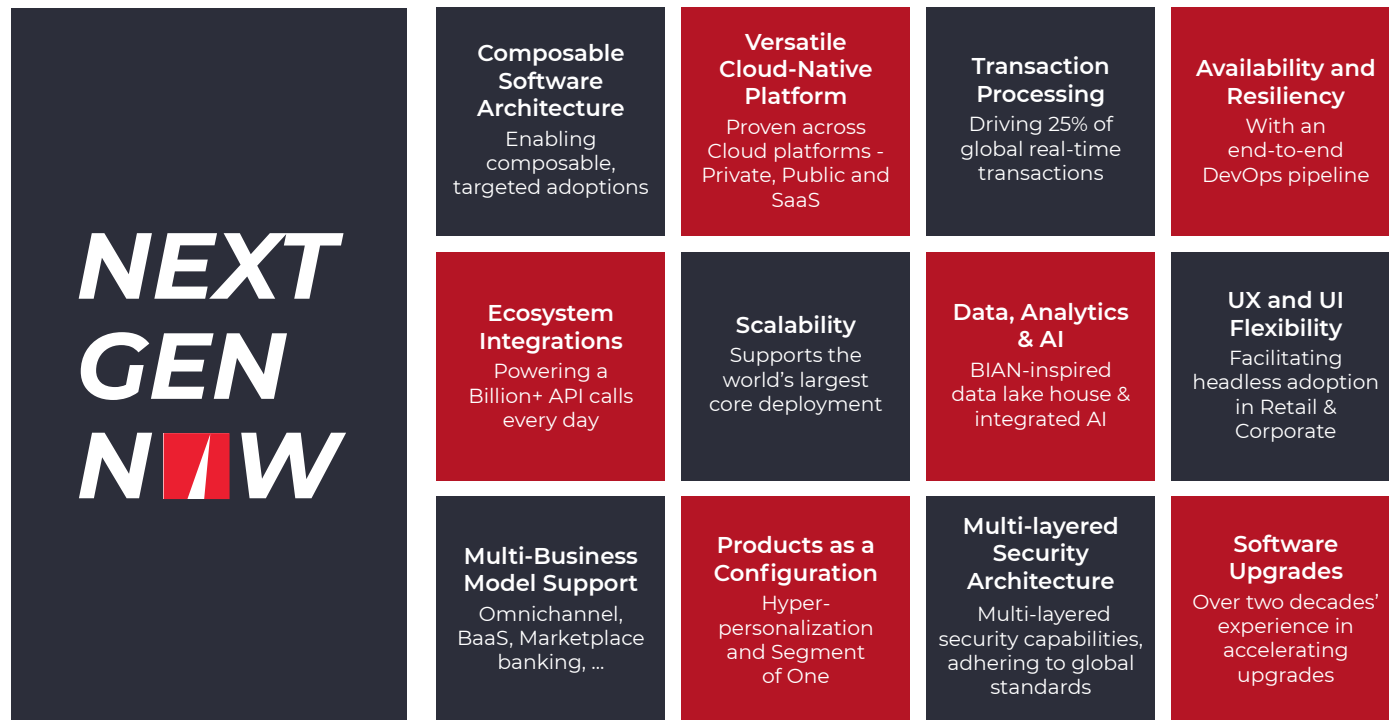 NEXT
GEN
N W
Composable
Software
Architecture
Enabling
composable,
targeted adoptions
Versatile
Cloud-Native
Platform
Proven across
Cloud platforms -
Private, Public and
SaaS
Transaction
Processing
Driving 25% of
global real-time
transactions
Availability and
Resiliency
With an
end-to-end
DevOps pipeline
Ecosystem
Integrations
Powering a
Billion+ API calls
every day
Scalability
Supports the
world’s largest
core deployment
Data, Analytics
& AI
BIAN-inspired
data lake house &
integrated AI
UX and UI
Flexibility
Facilitating
headless adoption
in Retail &
Corporate
Multi-Business
Model Support
Omnichannel,
BaaS, Marketplace
banking, ...
Products as a
Configuration
Hyper-
personalization
and Segment
of One
Multi-layered
Security
Architecture
Multi-layered
security capabilities,
adhering to global
standards
Software
Upgrades
Over two decades’
experience in
accelerating
upgrades